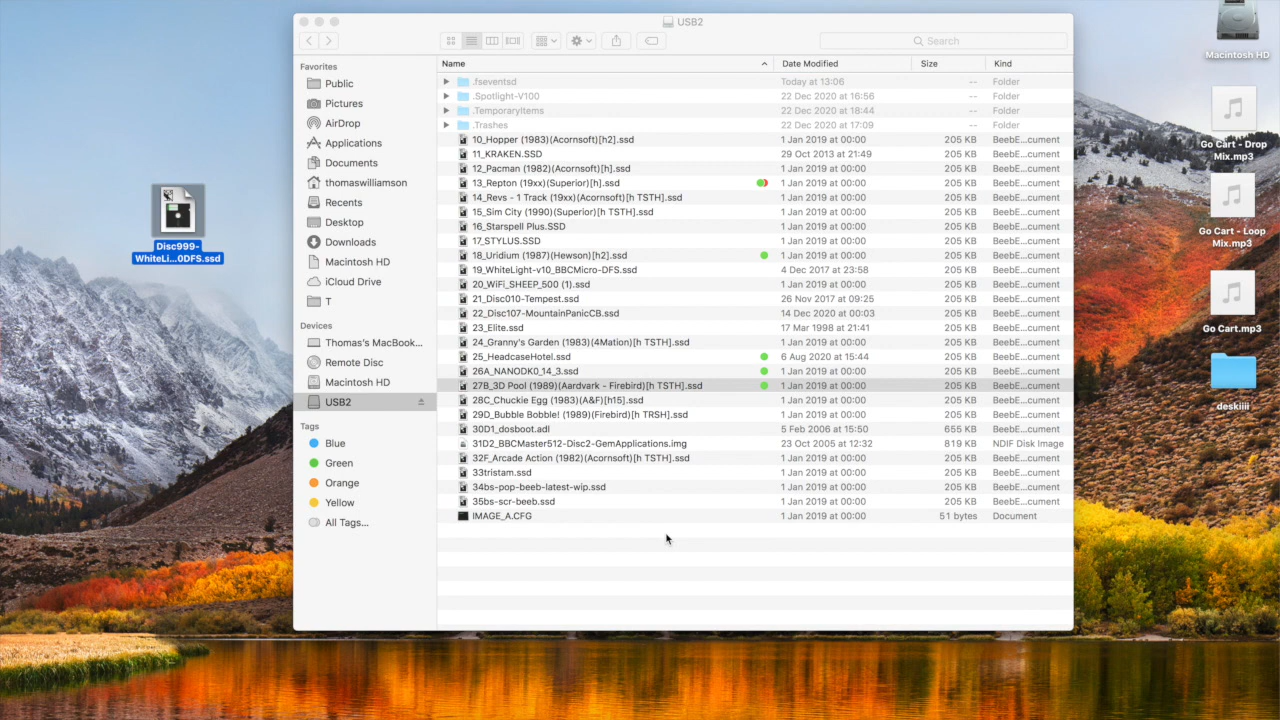 USB2
Search
Name Date Modified Size Kind
.fseventsd Today at 13:06 -- Folder
.Spotlight-V100 22 Dec 2020 at 16:56 -- Folder
.TemporaryItems 22 Dec 2020 at 18:44 -- Folder
.Trashes 22 Dec 2020 at 17:09 -- Folder
10_Hopper (1983)(Acornsoft)[h2].ssd 1 Jan 2019 at 00:00 205 KB BeebE...cument
11_KRAKEN.SSD 29 Oct 2013 at 21:49 205 KB BeebE...cument
12_Pacman (1982)(Acornsoft)[h].ssd 1 Jan 2019 at 00:00 205 KB BeebE...cument
13_Repton (19xx)(Superior)[h].ssd 1 Jan 2019 at 00:00 205 KB BeebE...cument
14_Revs - 1 Track (19xx)(Superior)[h TSTH].ssd 1 Jan 2019 at 00:00 205 KB BeebE...cument
15_Sim City (1990)(Superior)[h TSTH].ssd 1 Jan 2019 at 00:00 205 KB BeebE...cument
16_Starspell Plus.SSD 1 Jan 2019 at 00:00 205 KB BeebE...cument
17_STYLUS.SSD 1 Jan 2019 at 00:00 205 KB BeebE...cument
18_Uridium (1987)(Hewson)[h2].ssd 1 Jan 2019 at 00:00 205 KB BeebE...cument
19_WhiteLight-v10_BBCMicro-DFS.ssd 4 Dec 2017 at 23:58 205 KB BeebE...cument
20_WiFi_SHEEP_500 (1).ssd 1 Jan 2019 at 00:00 205 KB BeebE...cument
21_Disc010-Tempest.ssd 26 Nov 2017 at 09:25 205 KB BeebE...cument
22_Disc107-MountainPanicCB.ssd 14 Dec 2020 at 00:03 205 KB BeebE...cument
23_Elite.ssd 17 Mar 1998 at 21:41 205 KB BeebE...cument
24_Granny's Garden (1983)(4Mation)[h TSTH].ssd 1 Jan 2019 at 00:00 205 KB BeebE...cument
25_HeadcaseHotel.ssd 6 Aug 2020 at 15:44 205 KB BeebE...cument
26A_NANODK0_14_3.ssd 1 Jan 2019 at 00:00 205 KB BeebE...cument
27B_3D Pool (1989)(Aardvark - Firebird)[h TSTH].ssd 1 Jan 2019 at 00:00 205 KB BeebE...cument
28C_Chuckie Egg (1983)(A&F)[h15].ssd 1 Jan 2019 at 00:00 205 KB BeebE...cument
29D_Bubble Bobble! (1989)(Firebird)[h TRSH].ssd 1 Jan 2019 at 00:00 205 KB BeebE...cument
30D1_dosboot.adl 5 Feb 2006 at 15:50 655 KB BeebE...cument
31D2_BBCMaster512-Disc2-GemApplications.img 23 Oct 2005 at 12:32 819 KB NDIF Disk Image
32F_Arcade Action (1982)(Acornsoft)[h TSTH].ssd 1 Jan 2019 at 00:00 205 KB BeebE...cument
33tristam.ssd 1 Jan 2019 at 00:00 205 KB BeebE...cument
34bs-pop-beeb-latest-wip.ssd 1 Jan 2019 at 00:00 205 KB BeebE...cument
35bs-scr-beeb.ssd 1 Jan 2019 at 00:00 205 KB BeebE...cument
IMAGE_A.CFG 1 Jan 2019 at 00:00 51 bytes Document
Favorites
Public
Pictures
AirDrop
Applications
Documents
thomaswilliamson
Recents
Desktop
Downloads
Macintosh HD
iCloud Drive
T
Devices
Thomas's MacBook...
Remote Disc
Macintosh HD
USB2
Tags
Blue
Green
Orange
Yellow
All Tags...
Disc999-
WhiteLi...0DFS.ssd
Macintosh HD
Go Cart - Drop
Mix.mp3
Go Cart - Loop
Mix.mp3
Go Cart.mp3
deskiiii